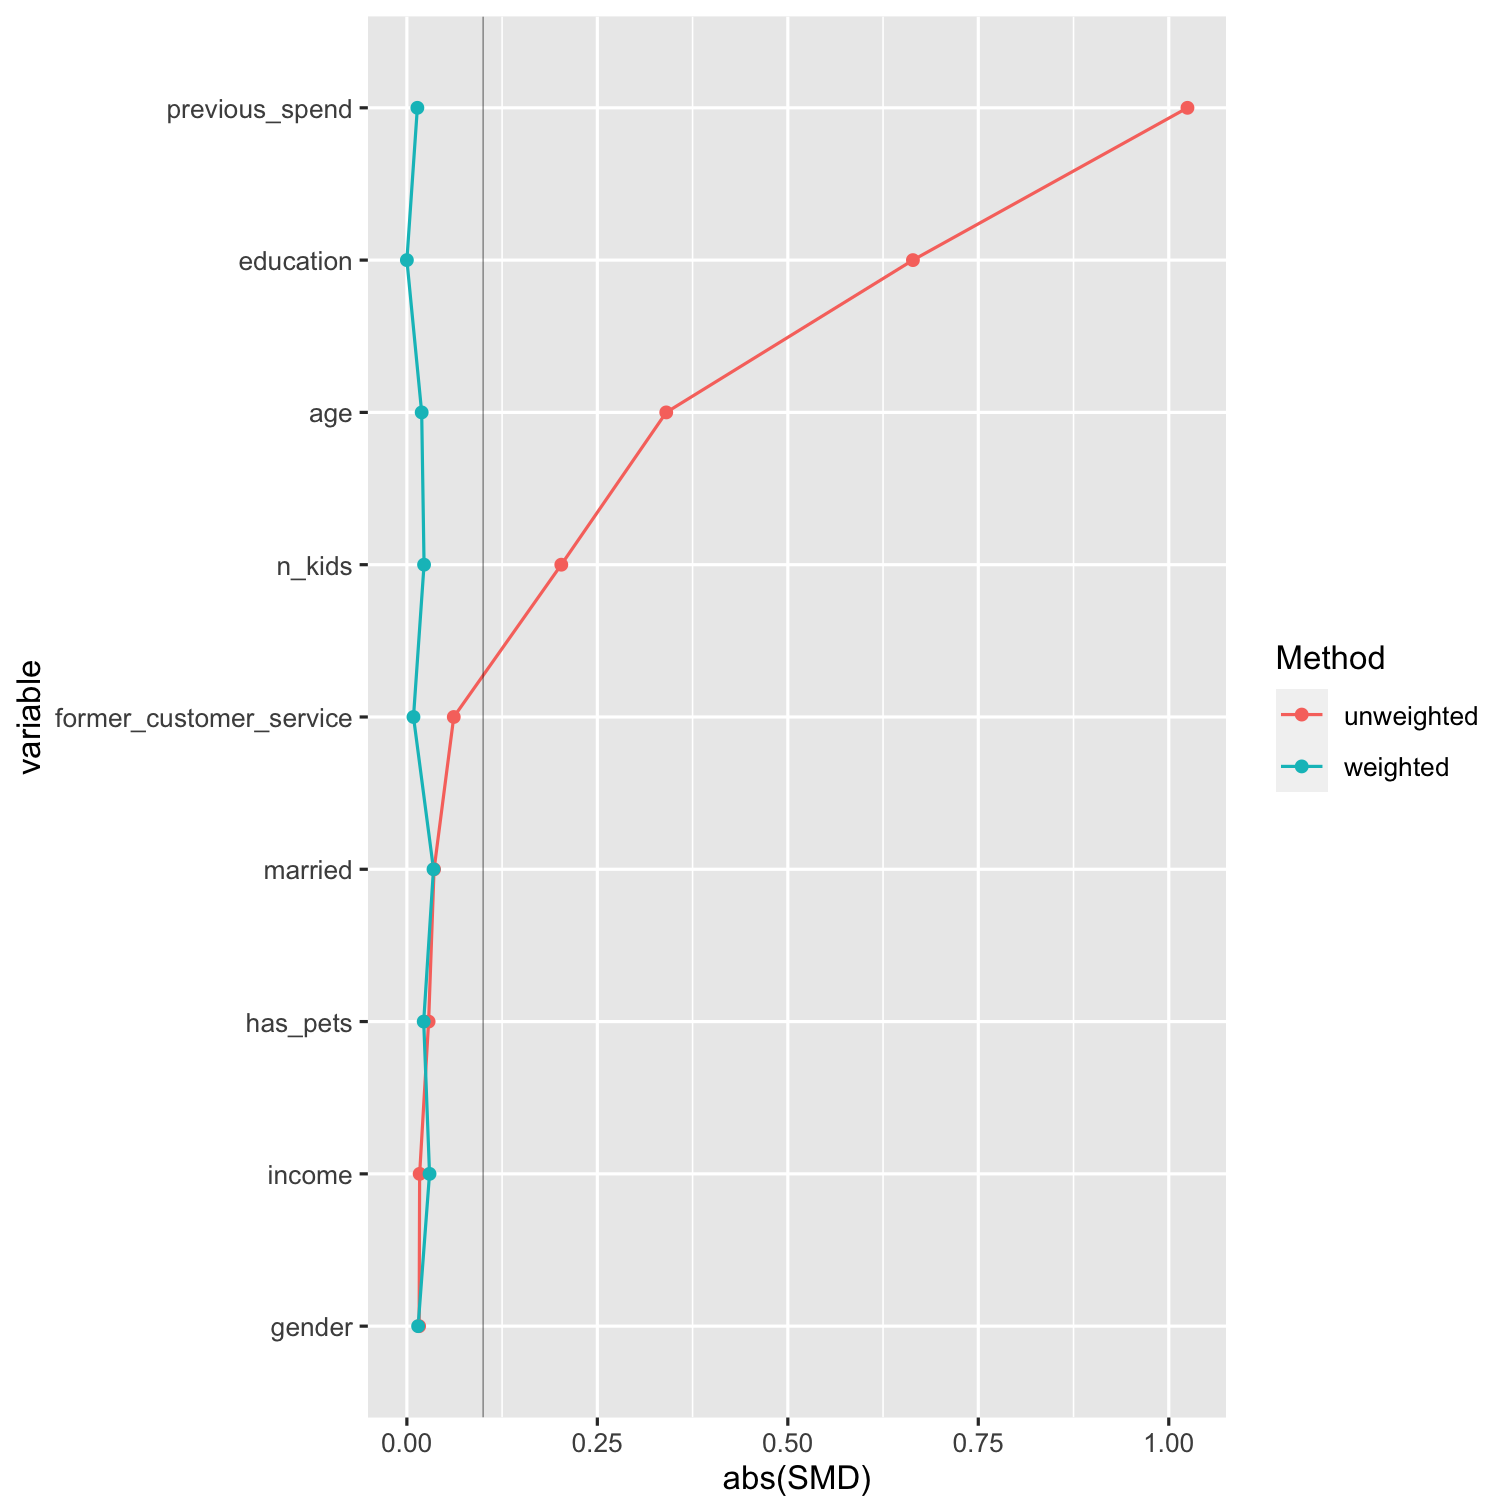 previous_spend
education
age
n_kids
former_customer_service
married
has_pets
income
gender
variable
0.00 0.25 0.50 0.75 1.00
abs(SMD)
Method
unweighted
weighted